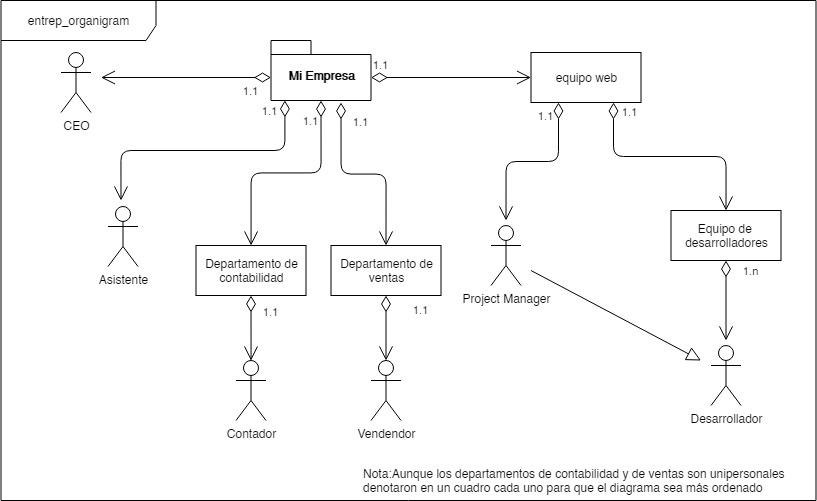 entrep_organigram
Mi Empresa
1.1
1.1
equipo web
CEO
1.1
1.1
1.1
1.1
1.1
Asistente
Departamento de
contabilidad
Departamento de
ventas
Equipo de
desarrolladores
Project Manager
1.n
1.1
1.1
Contador
Vendendor
Desarrollador
Nota:Aunque los departamentos de contabilidad y de ventas son unipersonales
denotaron en un cuadro cada uno para que el diagrama sea más ordenado